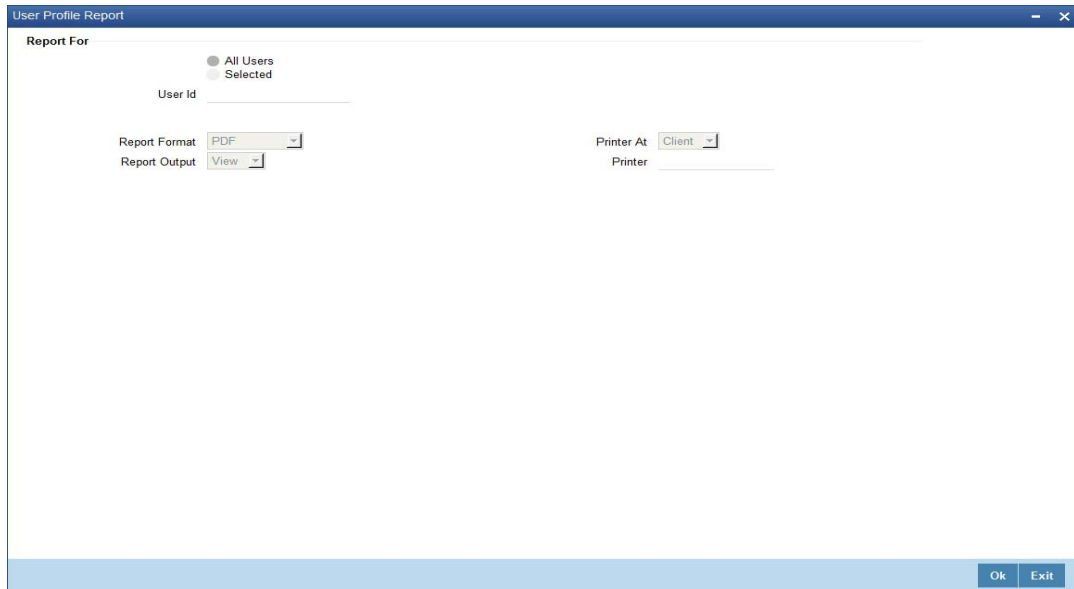 User Profile Report
Report For
All Users
Selected
User Id
Report Format PDF
Printer At Client
Report Output View
Printer
Ok Exit